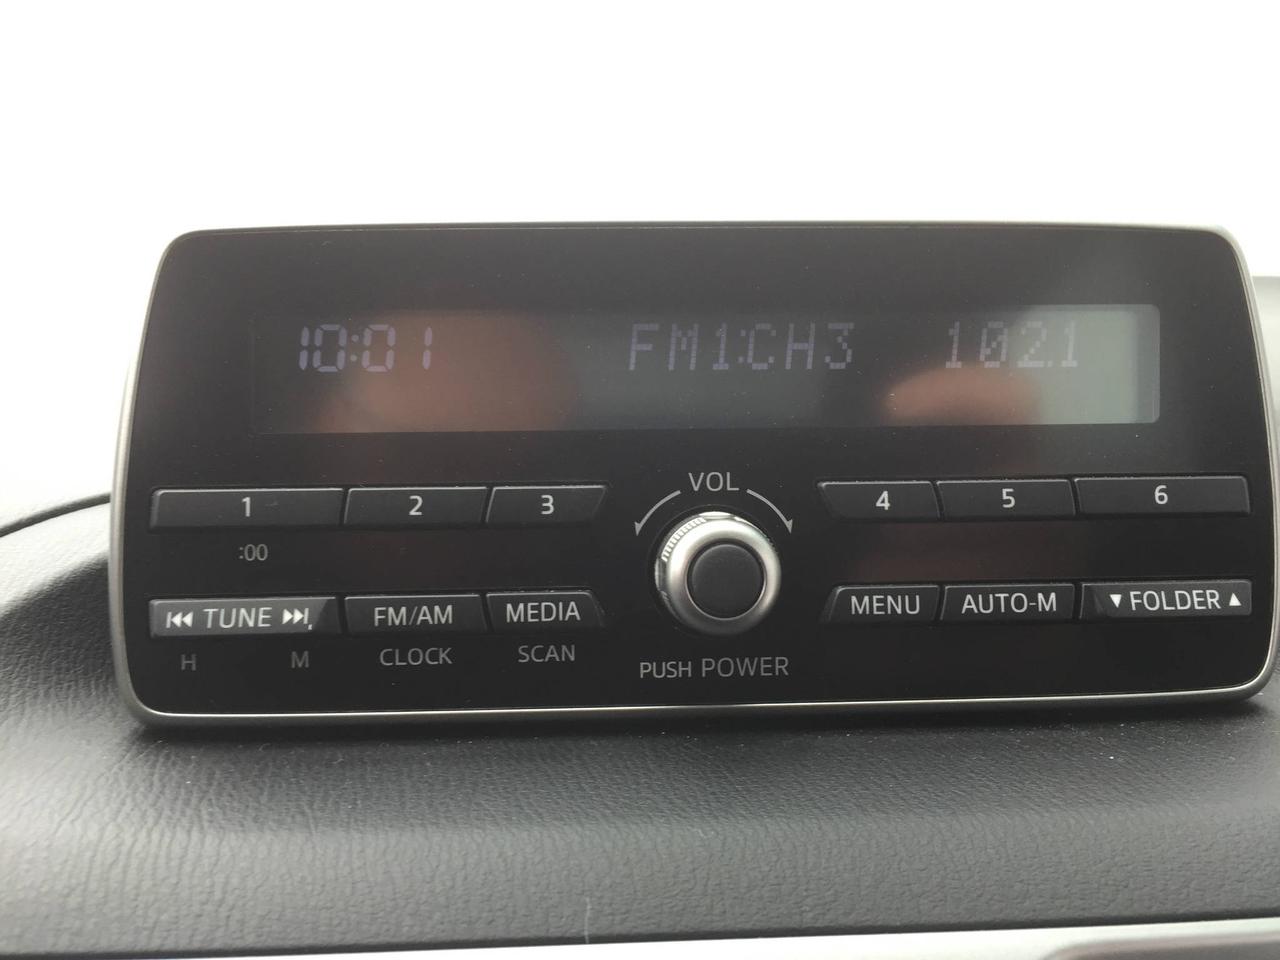 10:01 FM1:CH3 102.1
VOL
1 2 3 4 5 6
:00
TUNE FM/AM MEDIA MENU AUTO-M FOLDER
H M CLOCK SCAN PUSH POWER